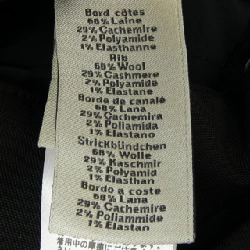 Bord côtes
68% Laine
29% Cachemire
2% Polyamide
1% Elasthanne
Rib
68% Wool
29% Cashmere
2% Polyamide
1% Elastane
Borda de canalé
68% Lana
29% Cachemira
2% Poliamida
1% Elastano
Strickbündchen
68% Wolle
29% Kaschmir
2% Polyamid
1% Elasthan
Bordo a coste
68% Lana
29% Cachemire
2% Poliammide
1% Elastan